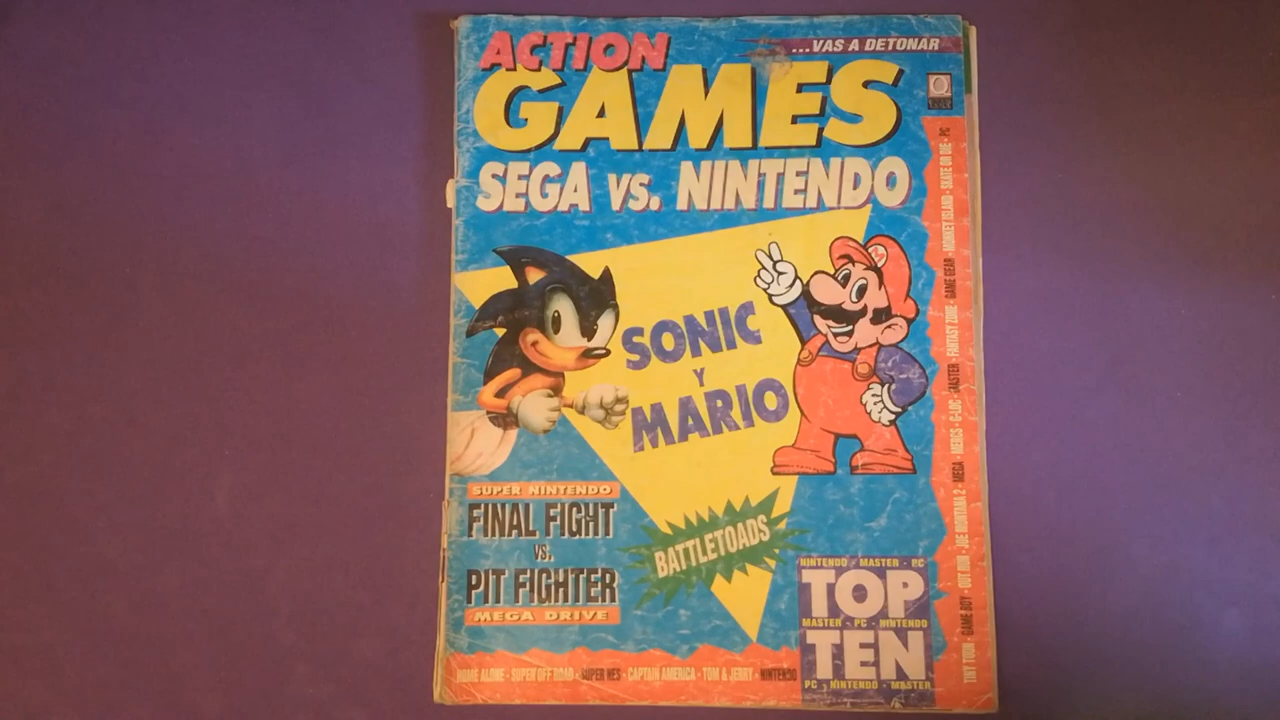 ACTION
...VAS A DETONAR
GAMES
SEGA VS. NINTENDO
SONIC
Y
MARIO
SUPER NINTENDO
FINAL FIGHT
VS.
PIT FIGHTER
MEGA DRIVE
BATTLETOADS
NINTENDO - MASTER - PC
TOP
MASTER - PC - NINTENDO
TEN
PC - NINTENDO - MASTER
HOME ALONE - SUPER OFF ROAD - SUPER NES - CAPTAIN AMERICA - TOM & JERRY - NINTENDO
TINY TOON - GAME BOY - OUT RUN - JOE MONTANA 2 - MEGA - MERCS - G-LOC - MASTER - FANTASY ZONE - GAME GEAR - MONKEY ISLAND - SKATE OR DIE - PC